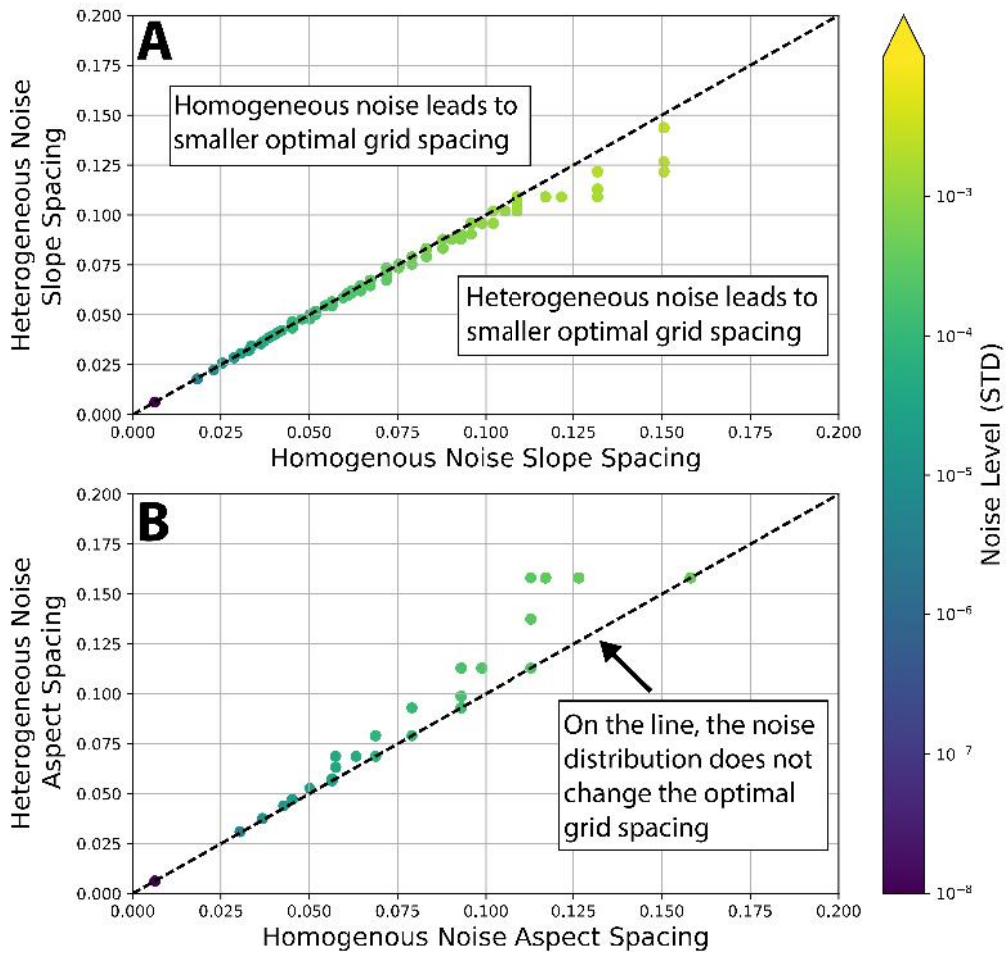 A
0.200
0.175
0.150
0.125
0.100
0.075
0.050
0.025
0.000
Heterogenous Noise
Slope Spacing
Homogeneous noise leads to
smaller optimal grid spacing
Heterogeneous noise leads to
smaller optimal grid spacing
0.000 0.025 0.050 0.075 0.100 0.125 0.150 0.175 0.200
Homogenous Noise Slope Spacing
B
0.200
0.175
0.150
0.125
0.100
0.075
0.050
0.025
0.000
Heterogenous Noise
Aspect Spacing
On the line, the noise
distribution does not
change the optimal
grid spacing
0.000 0.025 0.050 0.075 0.100 0.125 0.150 0.175 0.200
Homogenous Noise Aspect Spacing
10⁻³
10⁻⁴
10⁻⁵
10⁻⁶
10⁻⁷
10⁻⁸
Noise Level (STD)